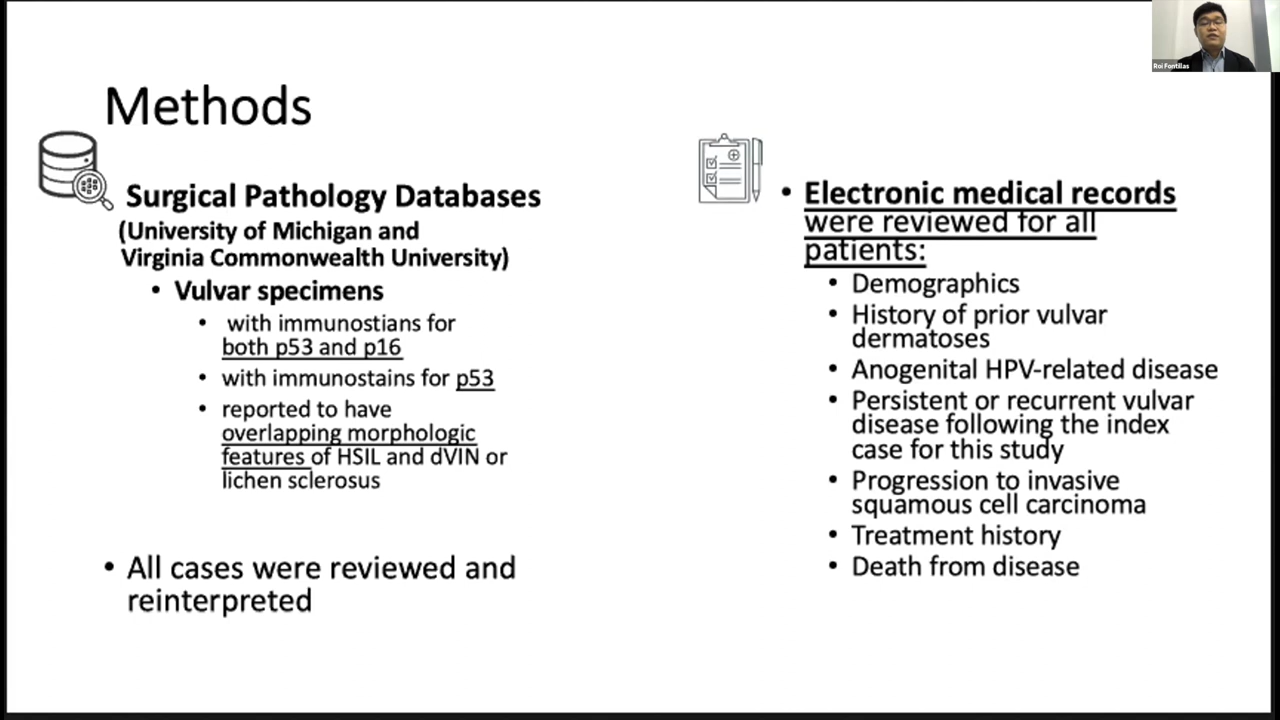 Methods
Surgical Pathology Databases
(University of Michigan and
Virginia Commonwealth University)
• Vulvar specimens
• with immunostians for
both p53 and p16
• with immunostains for p53
• reported to have
overlapping morphologic
features of HSIL and dVIN or
lichen sclerosus
• All cases were reviewed and
reinterpreted
• Electronic medical records
were reviewed for all
patients:
• Demographics
• History of prior vulvar
dermatoses
• Anogenital HPV-related disease
• Persistent or recurrent vulvar
disease following the index
case for this study
• Progression to invasive
squamous cell carcinoma
• Treatment history
• Death from disease
Roi Fontillas